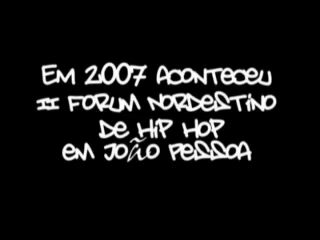 Em 2007 aconteceu
II Forum Nordestino
de Hip Hop
em João Pessoa